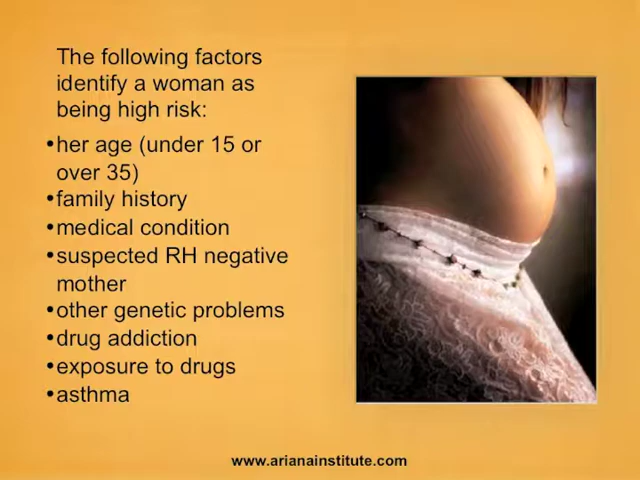 The following factors
identify a woman as
being high risk:
•her age (under 15 or
over 35)
•family history
•medical condition
•suspected RH negative
mother
•other genetic problems
•drug addiction
•exposure to drugs
•asthma
www.arianainstitute.com